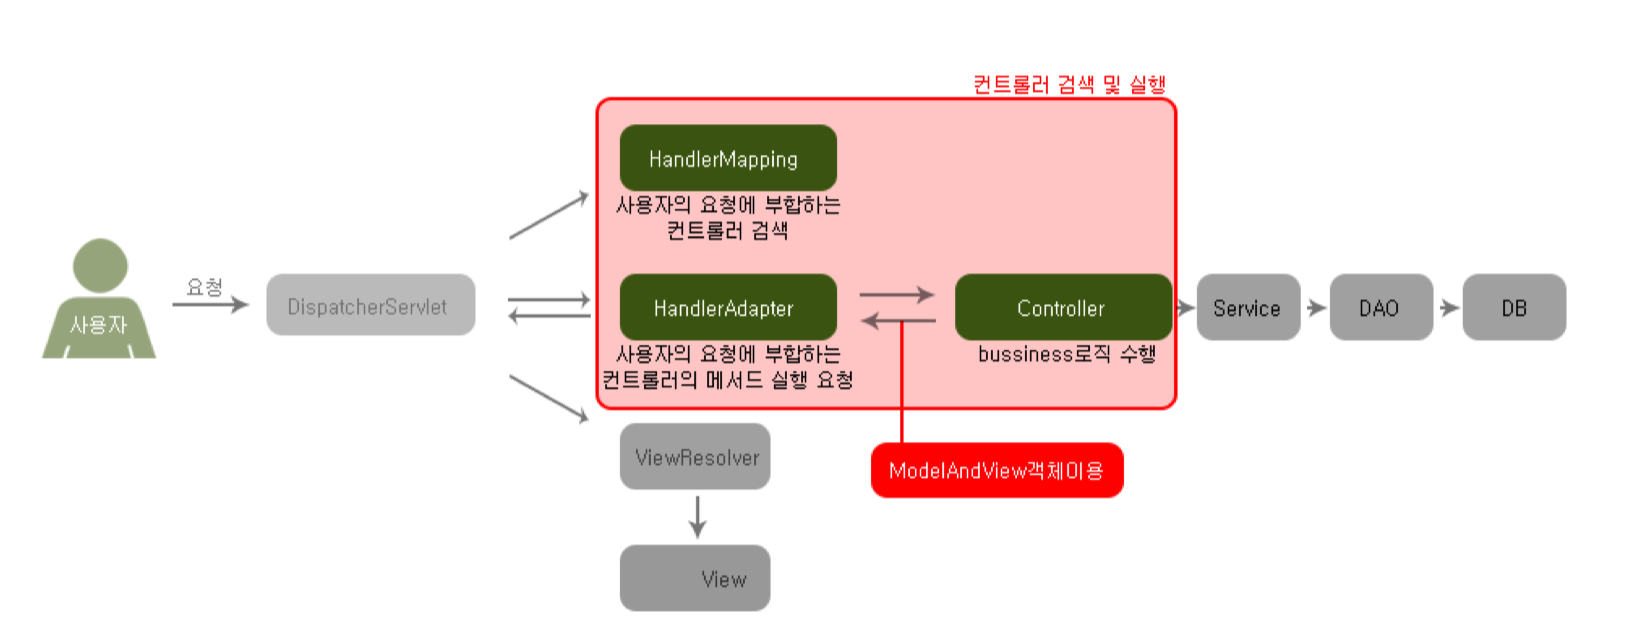 컨트롤러 검색 및 실행
HandlerMapping
사용자의 요청에 부합하는
컨트롤러 검색
사용자
요청
DispatcherServlet
HandlerAdapter
사용자의 요청에 부합하는
컨트롤러의 메서드 실행 요청
Controller
bussiness로직 수행
Service
DAO
DB
ViewResolver
ModelAndView객체이용
View